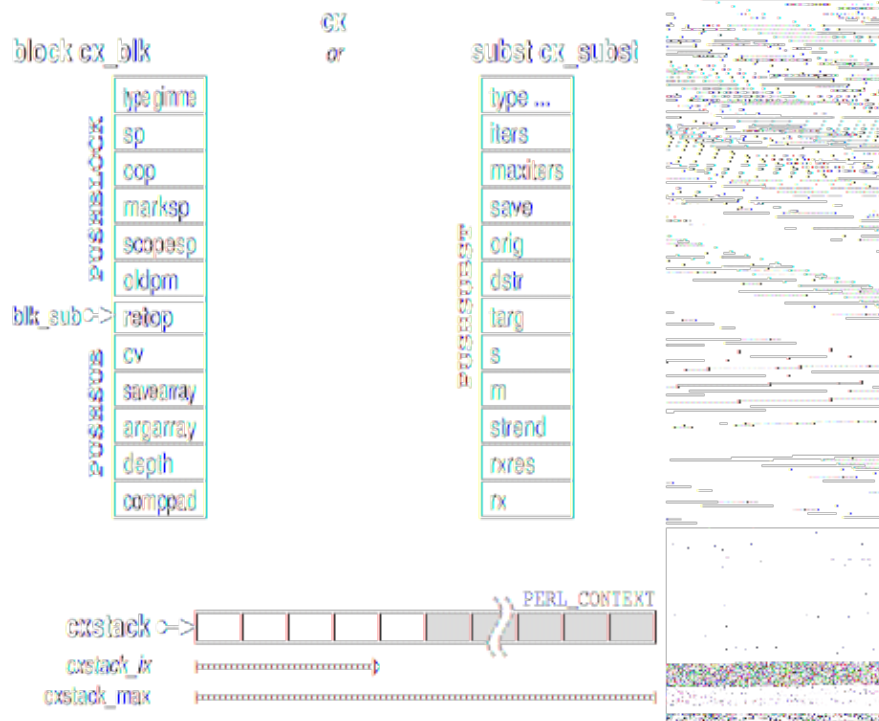 cx
or
block cx_blk
subst cx_subst
type gimme
sp
oop
marksp
scopesp
oldpm
retop
cv
savearray
argarray
depth
comppad
PUSHBLOCK
blk_sub
PUSHSUB
type ...
iters
maxiters
save
orig
dstr
targ
s
m
strend
rxres
rx
PUSHSUBST
PERL_CONTEXT
cxstack
cxstack_ix
cxstack_max